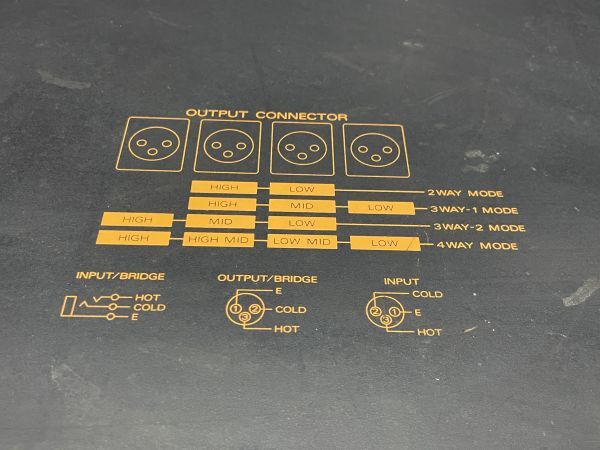 OUTPUT CONNECTOR
HIGH LOW 2WAY MODE
HIGH MID LOW 3WAY-1 MODE
HIGH MID LOW 3WAY-2 MODE
HIGH HIGH MID LOW MID LOW 4WAY MODE
INPUT/BRIDGE OUTPUT/BRIDGE INPUT
HOT
COLD
E
E
1 2 COLD
3 HOT
COLD
2 1 E
3 HOT